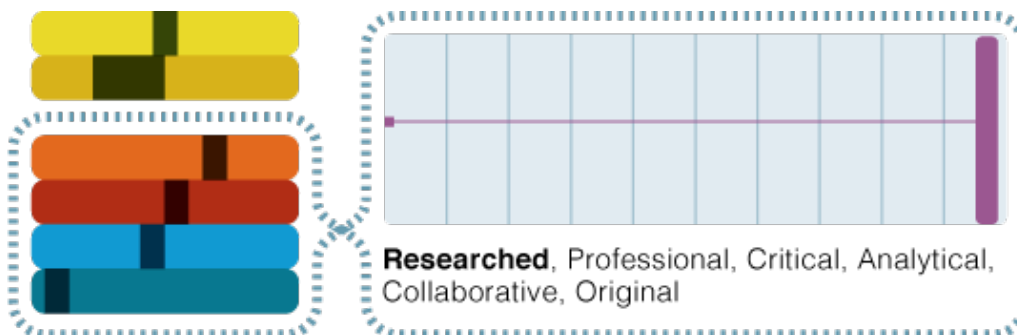 Researched, Professional, Critical, Analytical,
Collaborative, Original